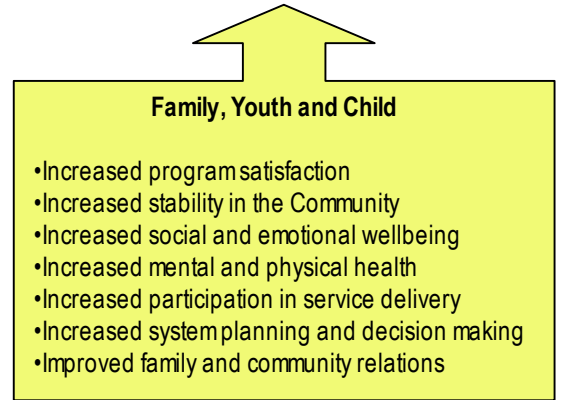 Family, Youth and Child
•Increased program satisfaction
•Increased stability in the Community
•Increased social and emotional wellbeing
•Increased mental and physical health
•Increased participation in service delivery
•Increased system planning and decision making
•Improved family and community relations